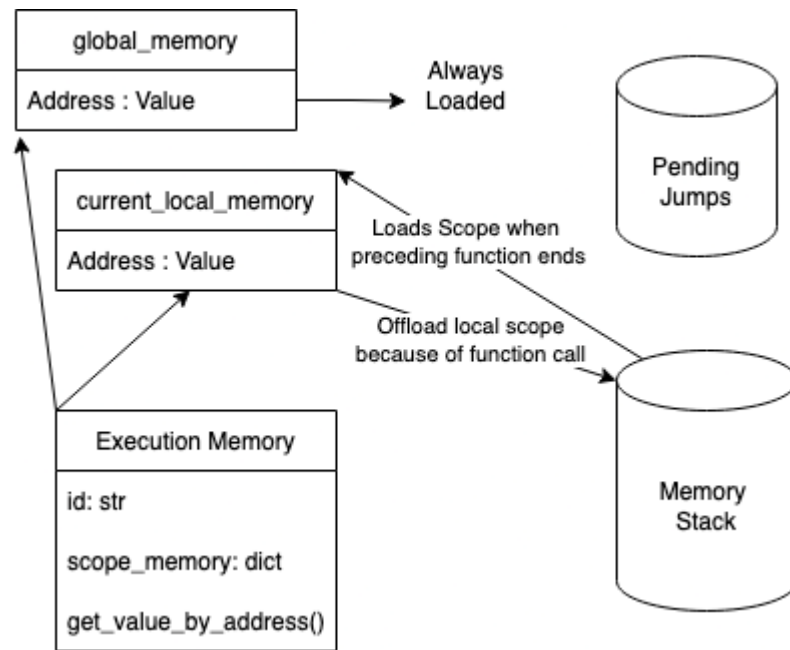 global_memory
Address : Value
Always
Loaded
Pending
Jumps
current_local_memory
Address : Value
Loads Scope when
preceding function ends
Offload local scope
because of function call
Execution Memory
id: str
scope_memory: dict
get_value_by_address()
Memory
Stack